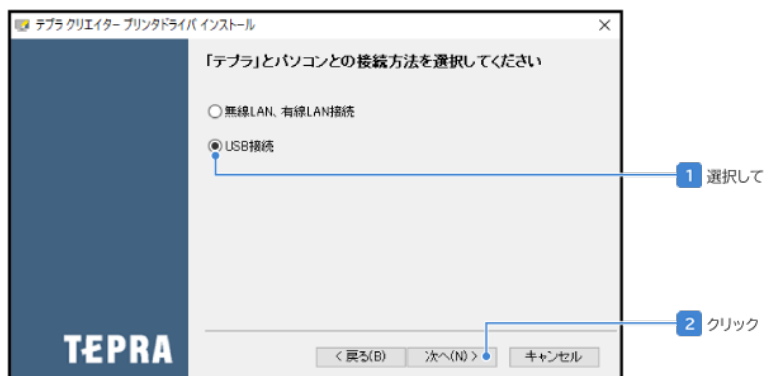 テプラ クリエイター プリンタドライバ インストール
「テプラ」とパソコンとの接続方法を選択してください
無線LAN、有線LAN接続
USB接続
1 選択して
2 クリック
TEPRA
< 戻る(B) 次へ(N) > キャンセル